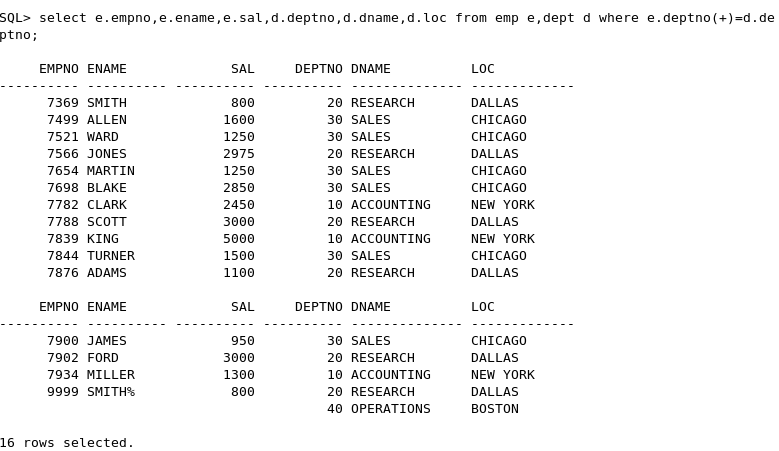 SQL> select e.empno,e.ename,e.sal,d.deptno,d.dname,d.loc from emp e,dept d where e.deptno(+)=d.de
ptno;
     EMPNO ENAME             SAL     DEPTNO DNAME          LOC
---------- ---------- ---------- ---------- -------------- -------------
      7369 SMITH             800         20 RESEARCH       DALLAS
      7499 ALLEN            1600         30 SALES          CHICAGO
      7521 WARD             1250         30 SALES          CHICAGO
      7566 JONES            2975         20 RESEARCH       DALLAS
      7654 MARTIN           1250         30 SALES          CHICAGO
      7698 BLAKE            2850         30 SALES          CHICAGO
      7782 CLARK            2450         10 ACCOUNTING     NEW YORK
      7788 SCOTT            3000         20 RESEARCH       DALLAS
      7839 KING             5000         10 ACCOUNTING     NEW YORK
      7844 TURNER           1500         30 SALES          CHICAGO
      7876 ADAMS            1100         20 RESEARCH       DALLAS
     EMPNO ENAME             SAL     DEPTNO DNAME          LOC
---------- ---------- ---------- ---------- -------------- -------------
      7900 JAMES             950         30 SALES          CHICAGO
      7902 FORD             3000         20 RESEARCH       DALLAS
      7934 MILLER           1300         10 ACCOUNTING     NEW YORK
      9999 SMITH%            800         20 RESEARCH       DALLAS
                                         40 OPERATIONS     BOSTON
16 rows selected.